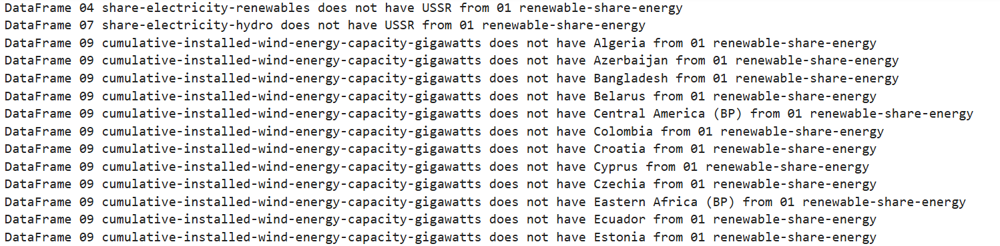 DataFrame 04 share-electricity-renewables does not have USSR from 01 renewable-share-energy
DataFrame 07 share-electricity-hydro does not have USSR from 01 renewable-share-energy
DataFrame 09 cumulative-installed-wind-energy-capacity-gigawatts does not have Algeria from 01 renewable-share-energy
DataFrame 09 cumulative-installed-wind-energy-capacity-gigawatts does not have Azerbaijan from 01 renewable-share-energy
DataFrame 09 cumulative-installed-wind-energy-capacity-gigawatts does not have Bangladesh from 01 renewable-share-energy
DataFrame 09 cumulative-installed-wind-energy-capacity-gigawatts does not have Belarus from 01 renewable-share-energy
DataFrame 09 cumulative-installed-wind-energy-capacity-gigawatts does not have Central America (BP) from 01 renewable-share-energy
DataFrame 09 cumulative-installed-wind-energy-capacity-gigawatts does not have Colombia from 01 renewable-share-energy
DataFrame 09 cumulative-installed-wind-energy-capacity-gigawatts does not have Croatia from 01 renewable-share-energy
DataFrame 09 cumulative-installed-wind-energy-capacity-gigawatts does not have Cyprus from 01 renewable-share-energy
DataFrame 09 cumulative-installed-wind-energy-capacity-gigawatts does not have Czechia from 01 renewable-share-energy
DataFrame 09 cumulative-installed-wind-energy-capacity-gigawatts does not have Eastern Africa (BP) from 01 renewable-share-energy
DataFrame 09 cumulative-installed-wind-energy-capacity-gigawatts does not have Ecuador from 01 renewable-share-energy
DataFrame 09 cumulative-installed-wind-energy-capacity-gigawatts does not have Estonia from 01 renewable-share-energy